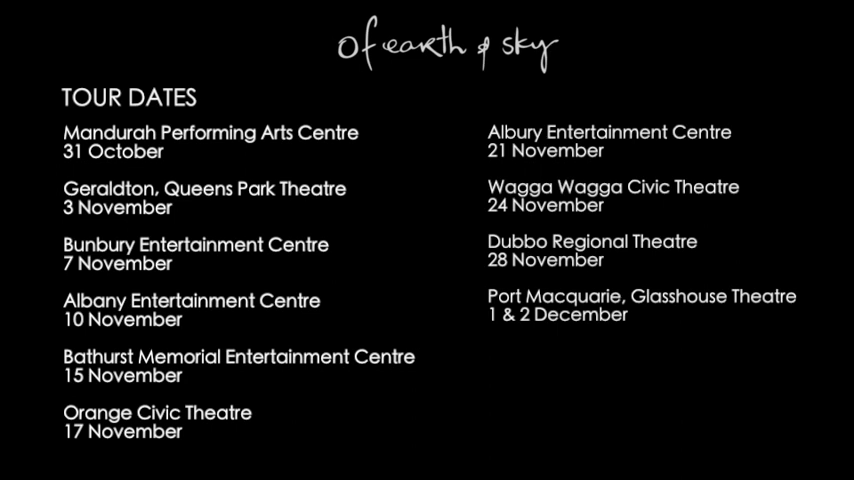 of earth & sky
TOUR DATES
Mandurah Performing Arts Centre
31 October
Geraldton, Queens Park Theatre
3 November
Bunbury Entertainment Centre
7 November
Albany Entertainment Centre
10 November
Bathurst Memorial Entertainment Centre
15 November
Orange Civic Theatre
17 November
Albury Entertainment Centre
21 November
Wagga Wagga Civic Theatre
24 November
Dubbo Regional Theatre
28 November
Port Macquarie, Glasshouse Theatre
1 & 2 December